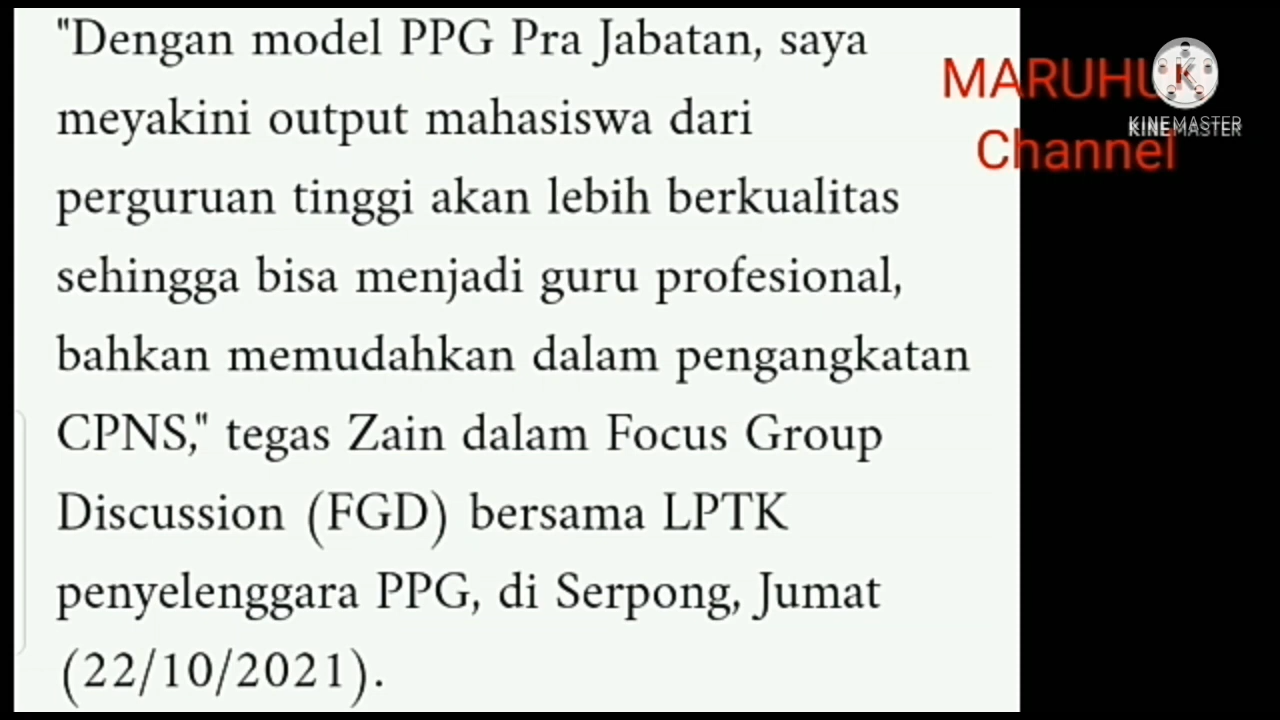 "Dengan model PPG Pra Jabatan, saya
meyakini output mahasiswa dari
perguruan tinggi akan lebih berkualitas
sehingga bisa menjadi guru profesional,
bahkan memudahkan dalam pengangkatan
CPNS," tegas Zain dalam Focus Group
Discussion (FGD) bersama LPTK
penyelenggara PPG, di Serpong, Jumat
(22/10/2021).
Channel
K
KINEMASTER